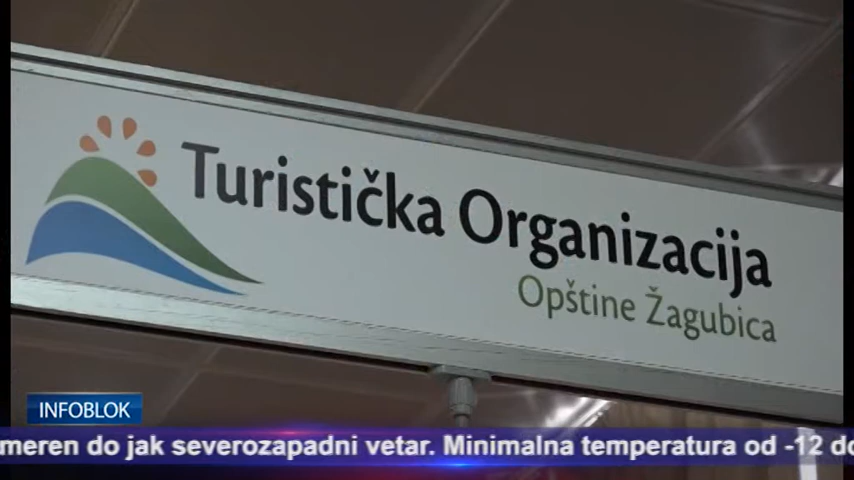 Turistička Organizacija
Opštine Žagubica
INFOBLOK
meren do jak severozapadni vetar. Minimalna temperatura od -12 do